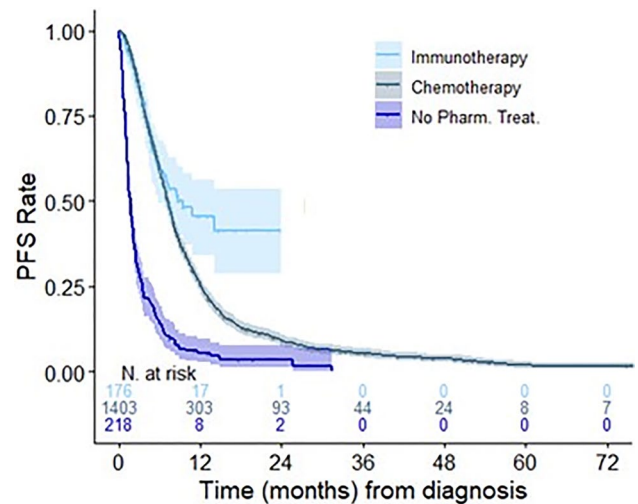 1.00
0.75
0.50
0.25
0.00
PFS Rate
Immunotherapy
Chemotherapy
No Pharm. Treat.
N. at risk
176 17 1 0 0 0 0
1403 303 93 44 24 8 7
218 8 2 0 0 0 0
0 12 24 36 48 60 72
Time (months) from diagnosis